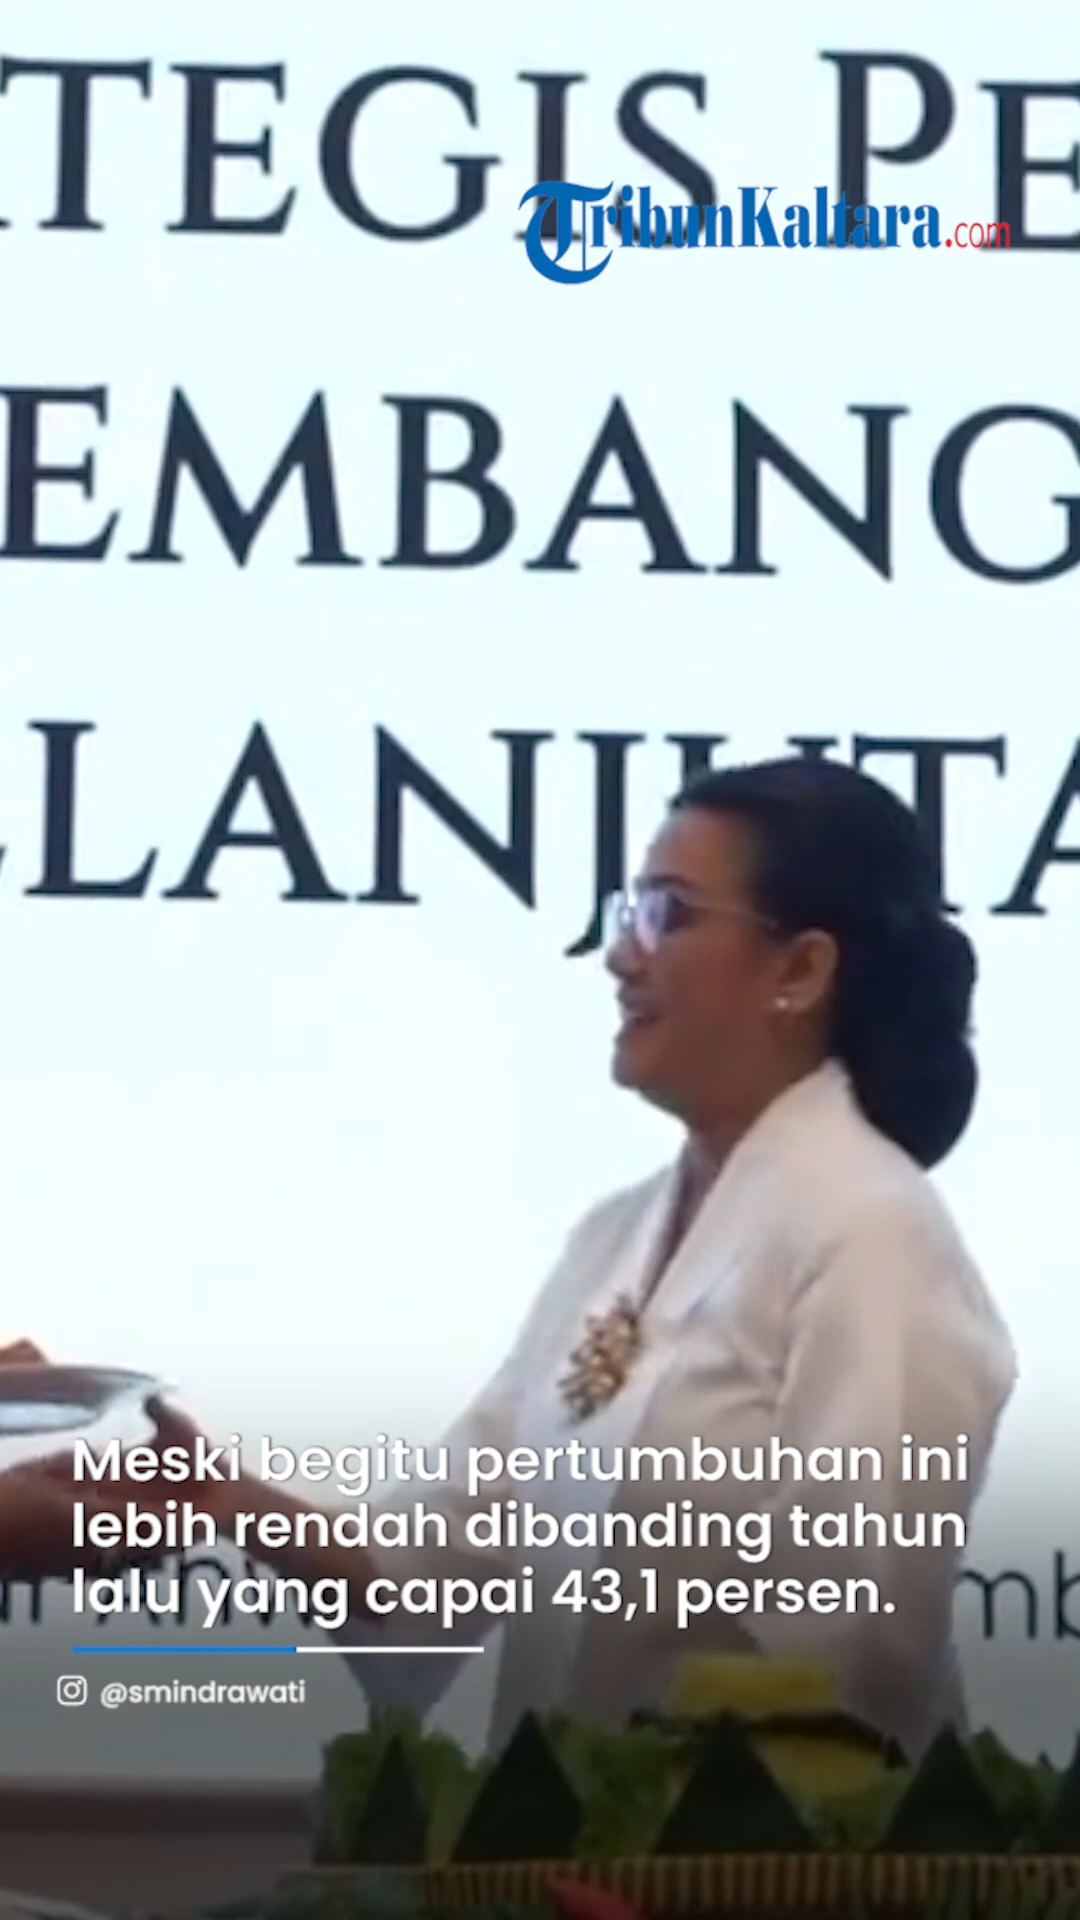 TEGIS PE
TribunKaltara.com
EMBANG
LANJUTA
Meski begitu pertumbuhan ini
lebih rendah dibanding tahun
lalu yang capai 43,1 persen.
mb
@smindrawati